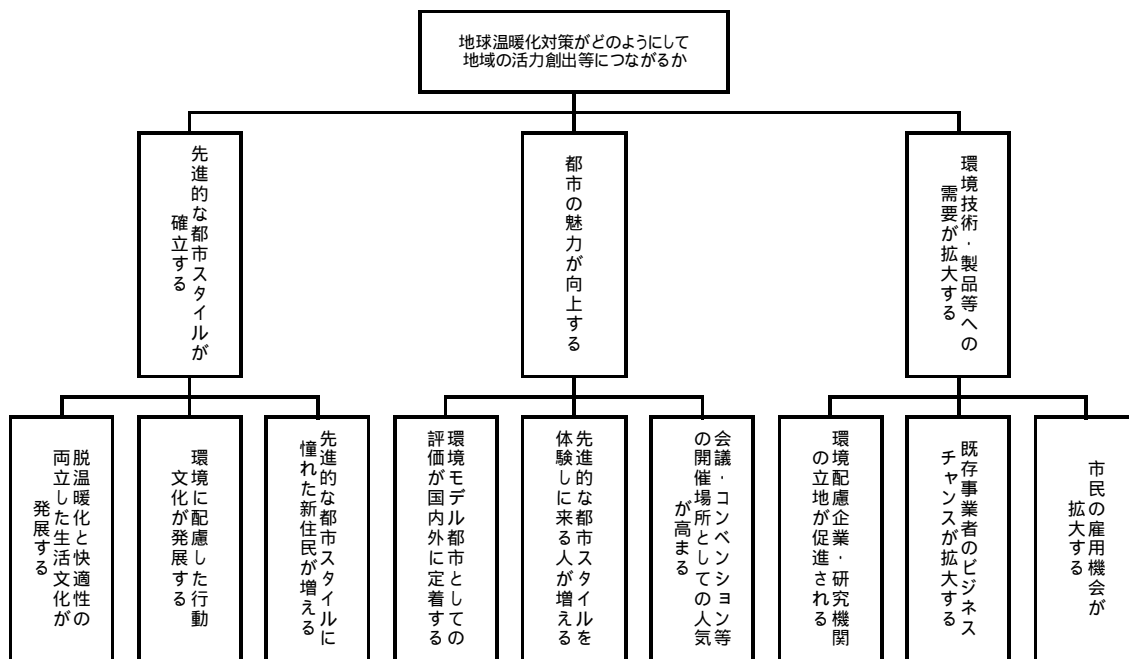 地球温暖化対策がどのようにして
地域の活力創出等につながるか
先進的な都市スタイルが
確立する
都市の魅力が向上する
環境技術・製品等への
需要が拡大する
脱温暖化と快適性の
両立した生活文化が
発展する
環境に配慮した行動
文化が発展する
先進的な都市スタイルに
憧れた新住民が増える
環境モデル都市としての
評価が国内外に定着する
先進的な都市スタイルを
体験しに来る人が増える
会議・コンベンション等
の開催場所としての人気
が高まる
環境配慮企業・研究機関
の立地が促進される
既存事業者のビジネス
チャンスが拡大する
市民の雇用機会が
拡大する